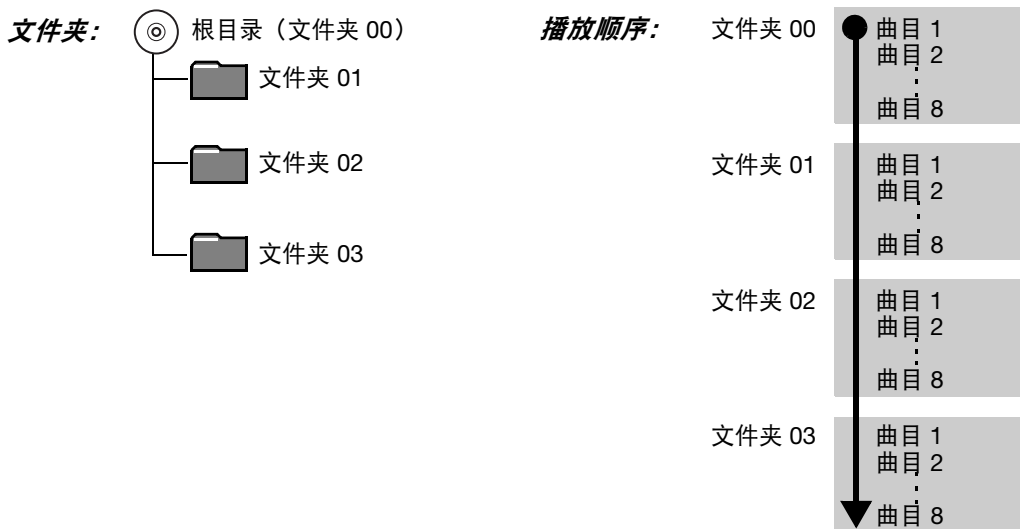 文件夹：
根目录（文件夹 00）
文件夹 01
文件夹 02
文件夹 03
播放顺序：
文件夹 00
曲目 1
曲目 2
曲目 8
文件夹 01
曲目 1
曲目 2
曲目 8
文件夹 02
曲目 1
曲目 2
曲目 8
文件夹 03
曲目 1
曲目 2
曲目 8